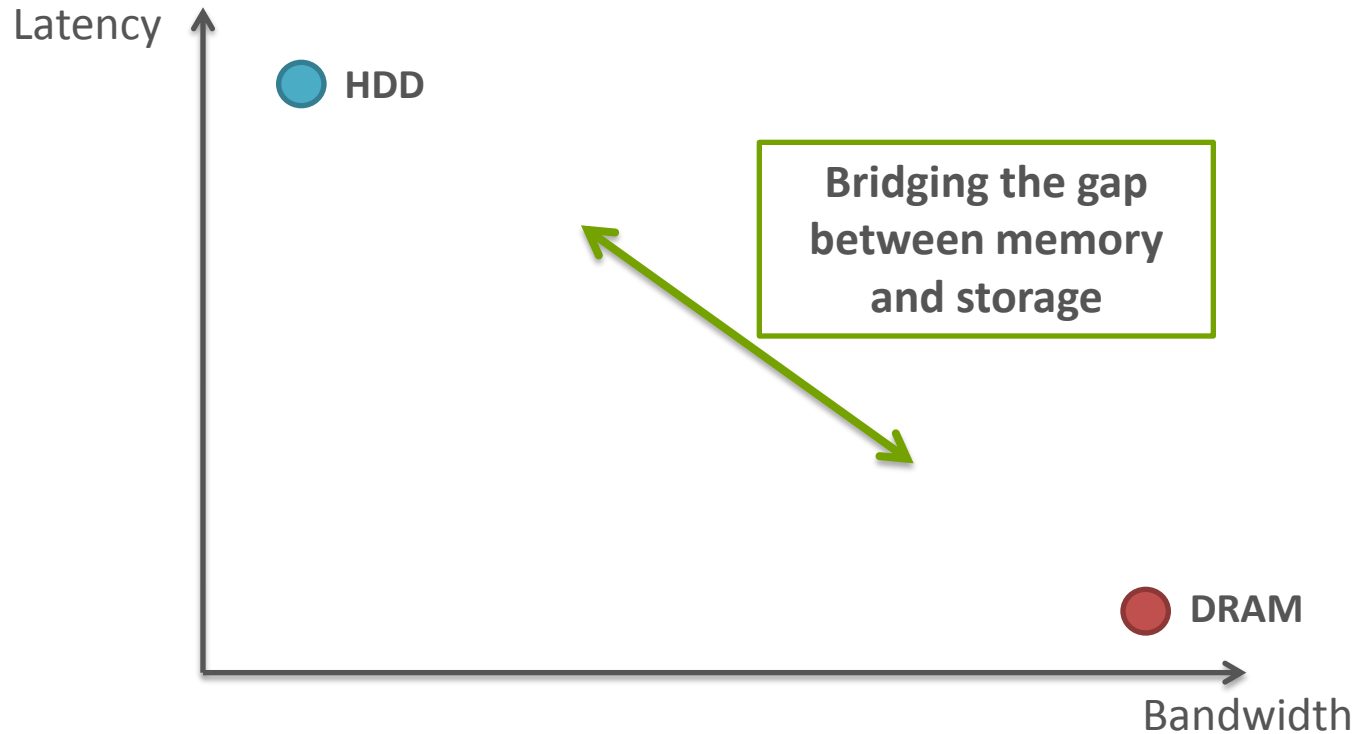 Latency
HDD
Bridging the gap
between memory
and storage
DRAM
Bandwidth